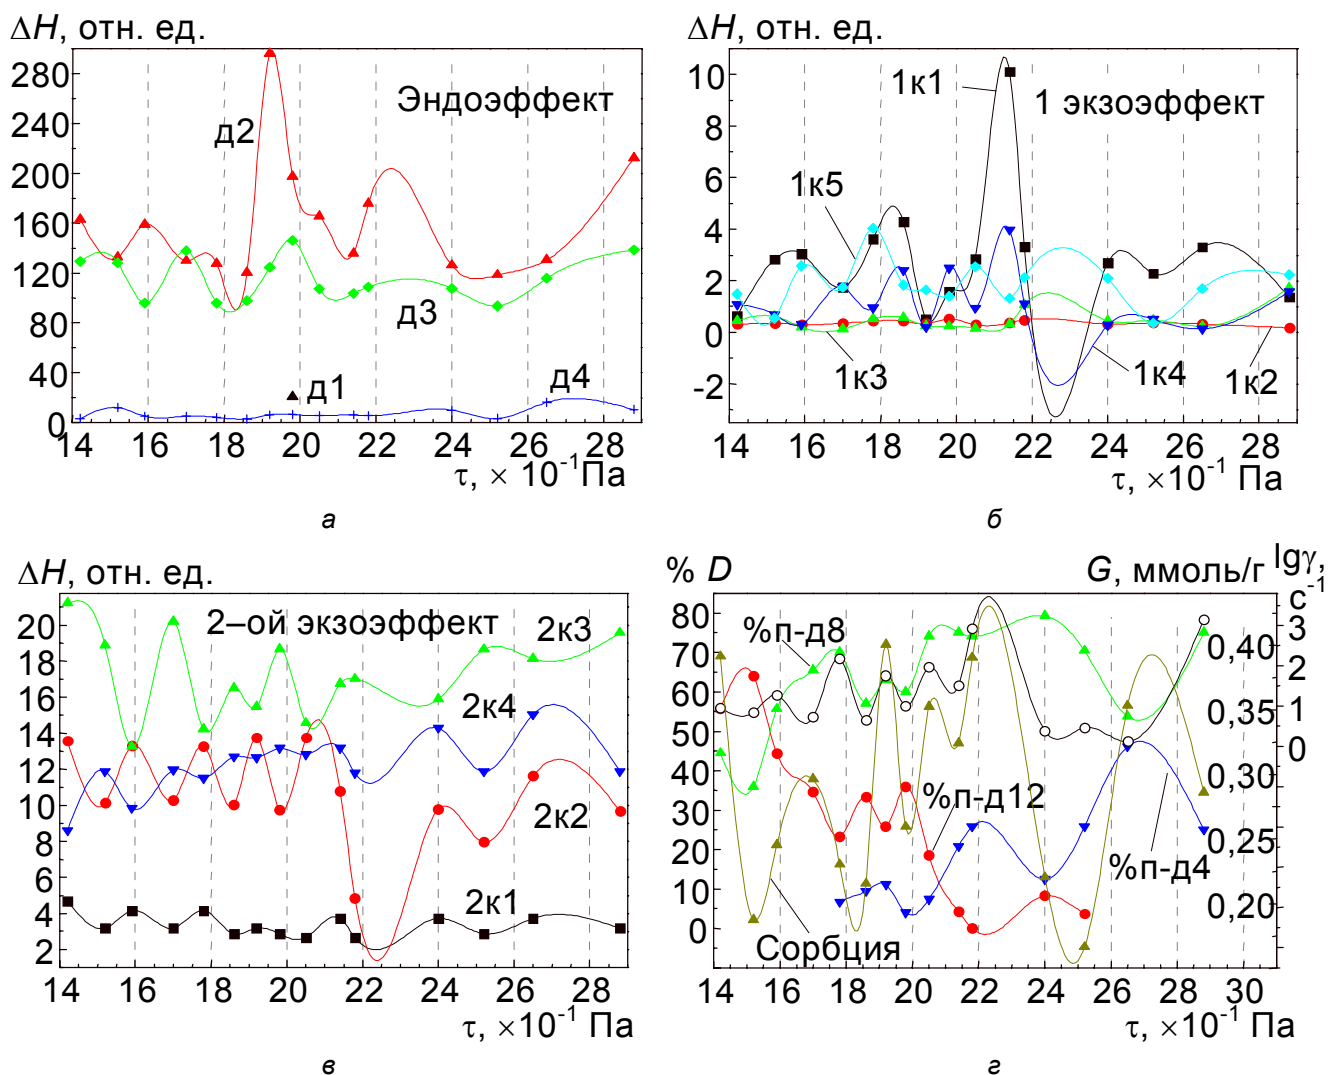 ΔH, отн. ед.
280
240
200
160
120
80
40
0
Эндоэффект
д2
д3
д1
д4
14 16 18 20 22 24 26 28
τ, × 10⁻¹ Па
а
ΔH, отн. ед.
10
8
6
4
2
0
-2
1к1
1 экзоэффект
1к5
1к3
1к4
1к2
14 16 18 20 22 24 26 28
τ, ×10⁻¹ Па
б
ΔH, отн. ед.
20
18
16
14
12
10
8
6
4
2
2–ой экзоэффект
2к3
2к4
2к2
2к1
14 16 18 20 22 24 26 28
τ, ×10⁻¹ Па
в
% D
G, ммоль/г
lgγ,
с⁻¹
80
70
60
50
40
30
20
10
0
%п-д8
%п-д12
%п-д4
Сорбция
3
0,40
2
0,35
1
0
0,30
0,25
0,20
14 16 18 20 22 24 26 28 30
τ, ×10⁻¹ Па
г